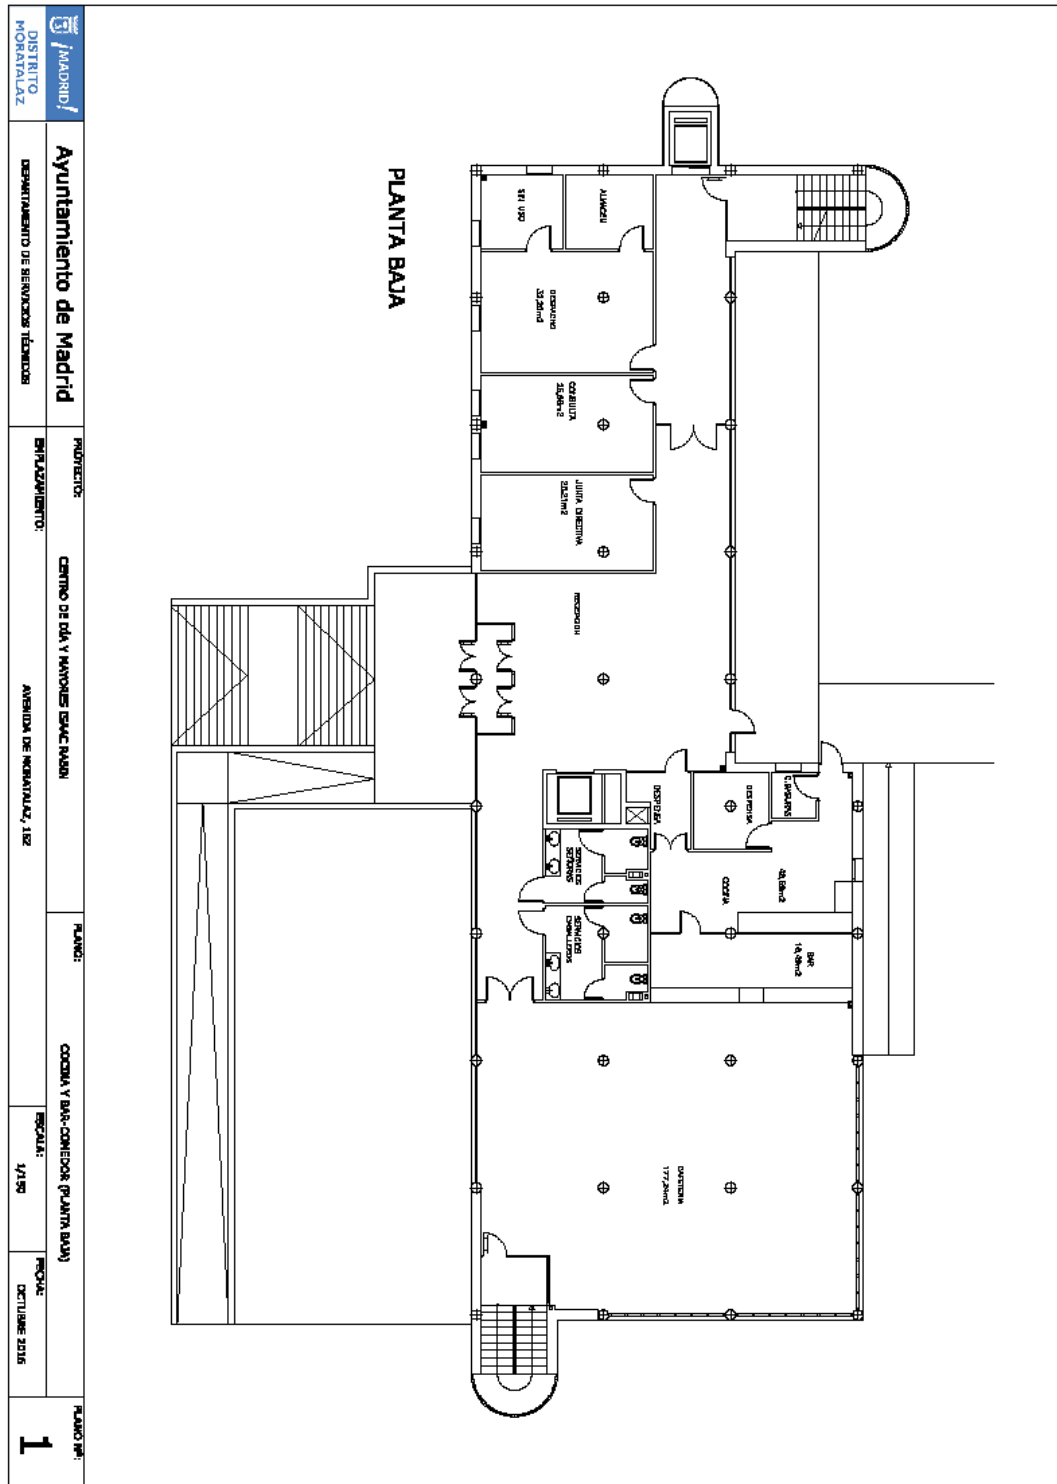 PLANTA BAJA
SIN USO
ALMACEN
DESPACHO
CONSULTA
JUNTA DIRECTIVA
RECEPCION
DESPENSA
DESPENSA
C.BASURAS
SERVICIOS
SEÑORAS
SERVICIOS
CABALLEROS
COCINA
BAR
CAFETERIA
177,24m2
¡MADRID!
DISTRITO
MORATALAZ
Ayuntamiento de Madrid
DEPARTAMENTO DE SERVICIOS TÉCNICOS
PROYECTO:
CENTRO DE DÍA Y MAYORES ISAAC RABIN
EMPLAZAMIENTO:
AVENIDA DE MORATALAZ,
PLANO:
COCINA Y BAR-COMEDOR (PLANTA BAJA)
ESCALA:
1/150
FECHA:
OCTUBRE 2016
PLANO Nº:
1